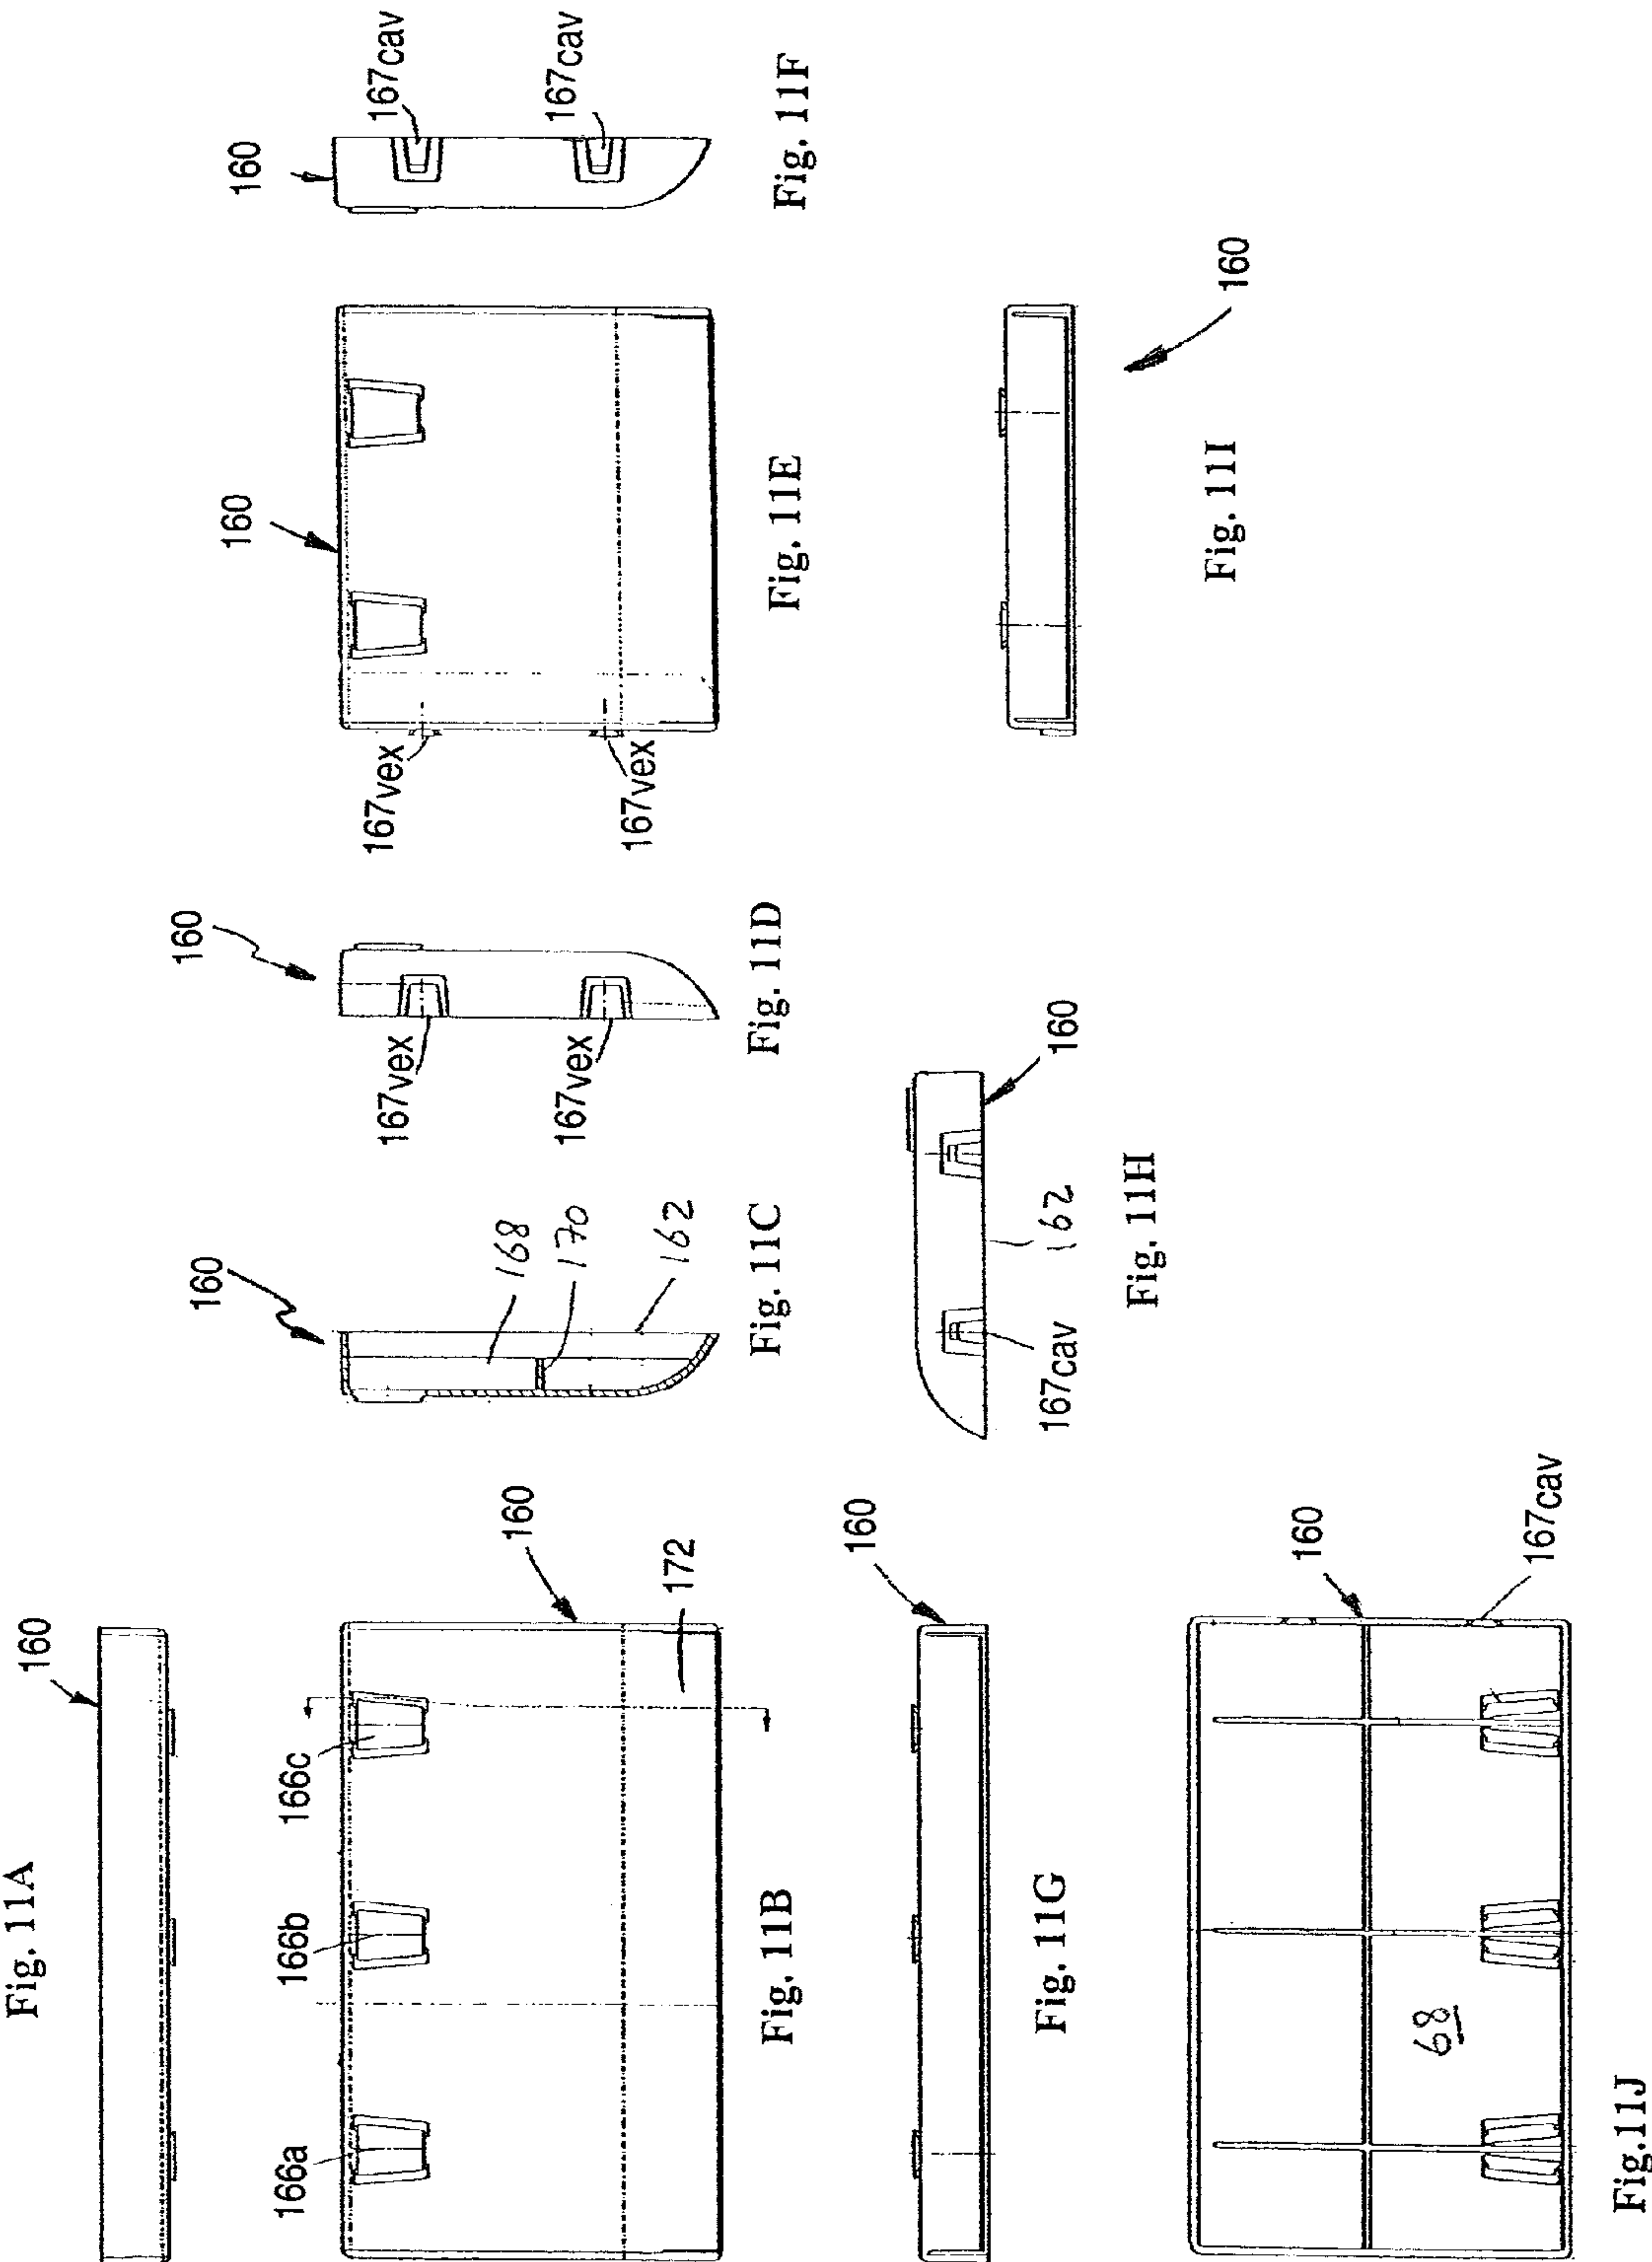 Fig. 11A
160
166a
166b
166c
160
172
Fig. 11B
160
168
170
162
Fig. 11C
160
167vex
167vex
Fig. 11D
160
167vex
167vex
Fig. 11E
160
167cav
167cav
Fig. 11F
160
Fig. 11G
160
162
167cav
Fig. 11H
160
Fig. 11I
160
167cav
68
Fig.11J